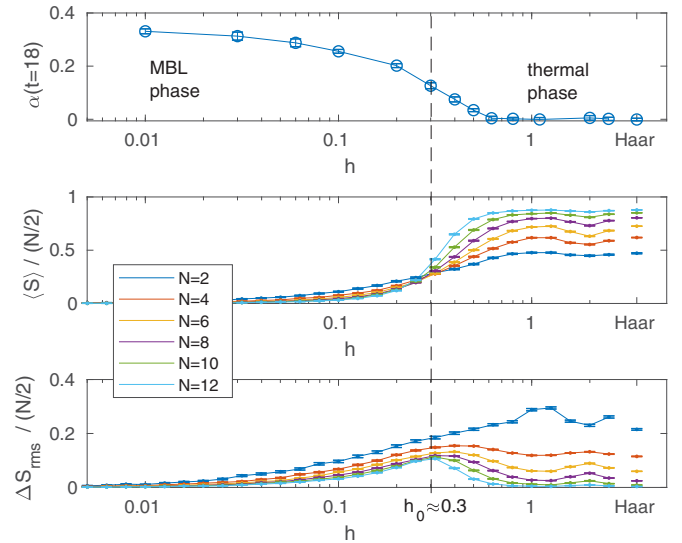 0.4
0.2
0
α(t=18)
MBL
phase
thermal
phase
0.01 0.1 1 Haar
h
1
0.5
0
⟨S⟩ / (N/2)
0.1 1 Haar
h
N=2
N=4
N=6
N=8
N=10
N=12
0.4
0.2
0
Δ S_rms / (N/2)
0.01 0.1 h₀≈0.3 1 Haar
h